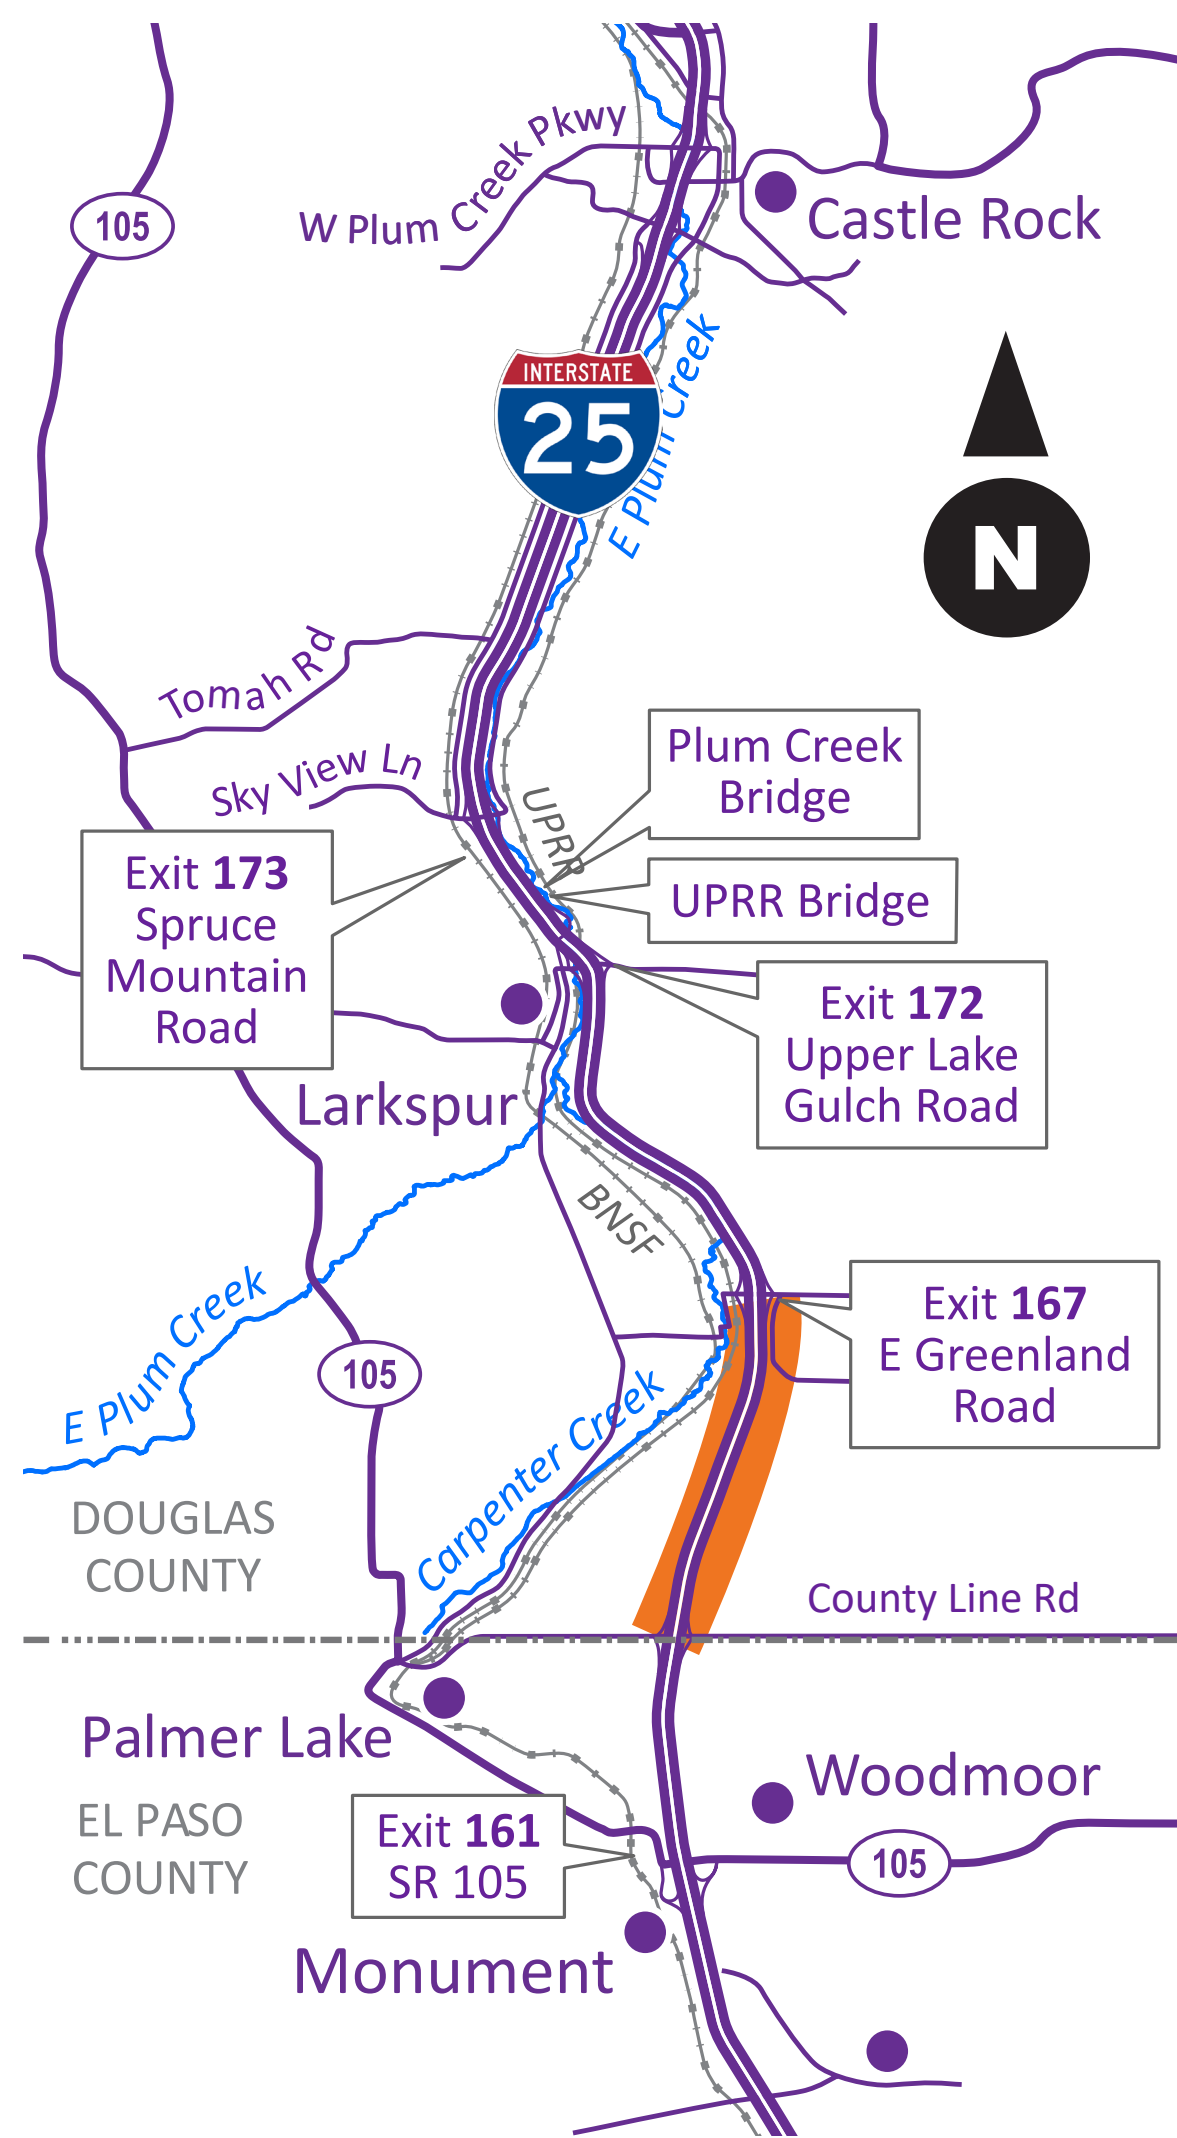 W Plum Creek Pkwy
105
Castle Rock
INTERSTATE
25
E Plum Creek
N
Tomah Rd
Sky View Ln
Plum Creek
Bridge
UPRR
Exit 173
Spruce
Mountain
Road
UPRR Bridge
Exit 172
Upper Lake
Gulch Road
Larkspur
BNSF
E Plum Creek
Exit 167
E Greenland
Road
105
Carpenter Creek
DOUGLAS
COUNTY
County Line Rd
Palmer Lake
Woodmoor
EL PASO
COUNTY
Exit 161
SR 105
105
Monument